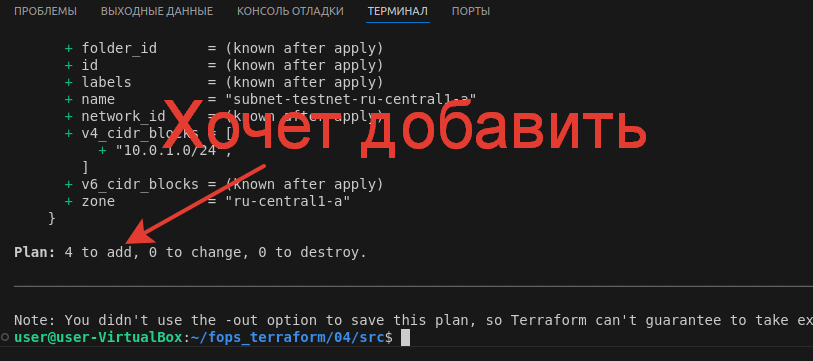 ПРОБЛЕМЫ ВЫХОДНЫЕ ДАННЫЕ КОНСОЛЬ ОТЛАДКИ ТЕРМИНАЛ ПОРТЫ
+ folder_id = (known after apply)
+ id = (known after apply)
+ labels = (known after apply)
+ name = "subnet-testnet-ru-central1-a"
+ network_id = (known after apply)
Хочет добавить
+ v4_cidr_blocks = [
+ "10.0.1.0/24",
]
+ v6_cidr_blocks = (known after apply)
+ zone = "ru-central1-a"
}
Plan: 4 to add, 0 to change, 0 to destroy.
Note: You didn't use the -out option to save this plan, so Terraform can't guarantee to take ex
user@user-VirtualBox:~/fops_terraform/04/src$